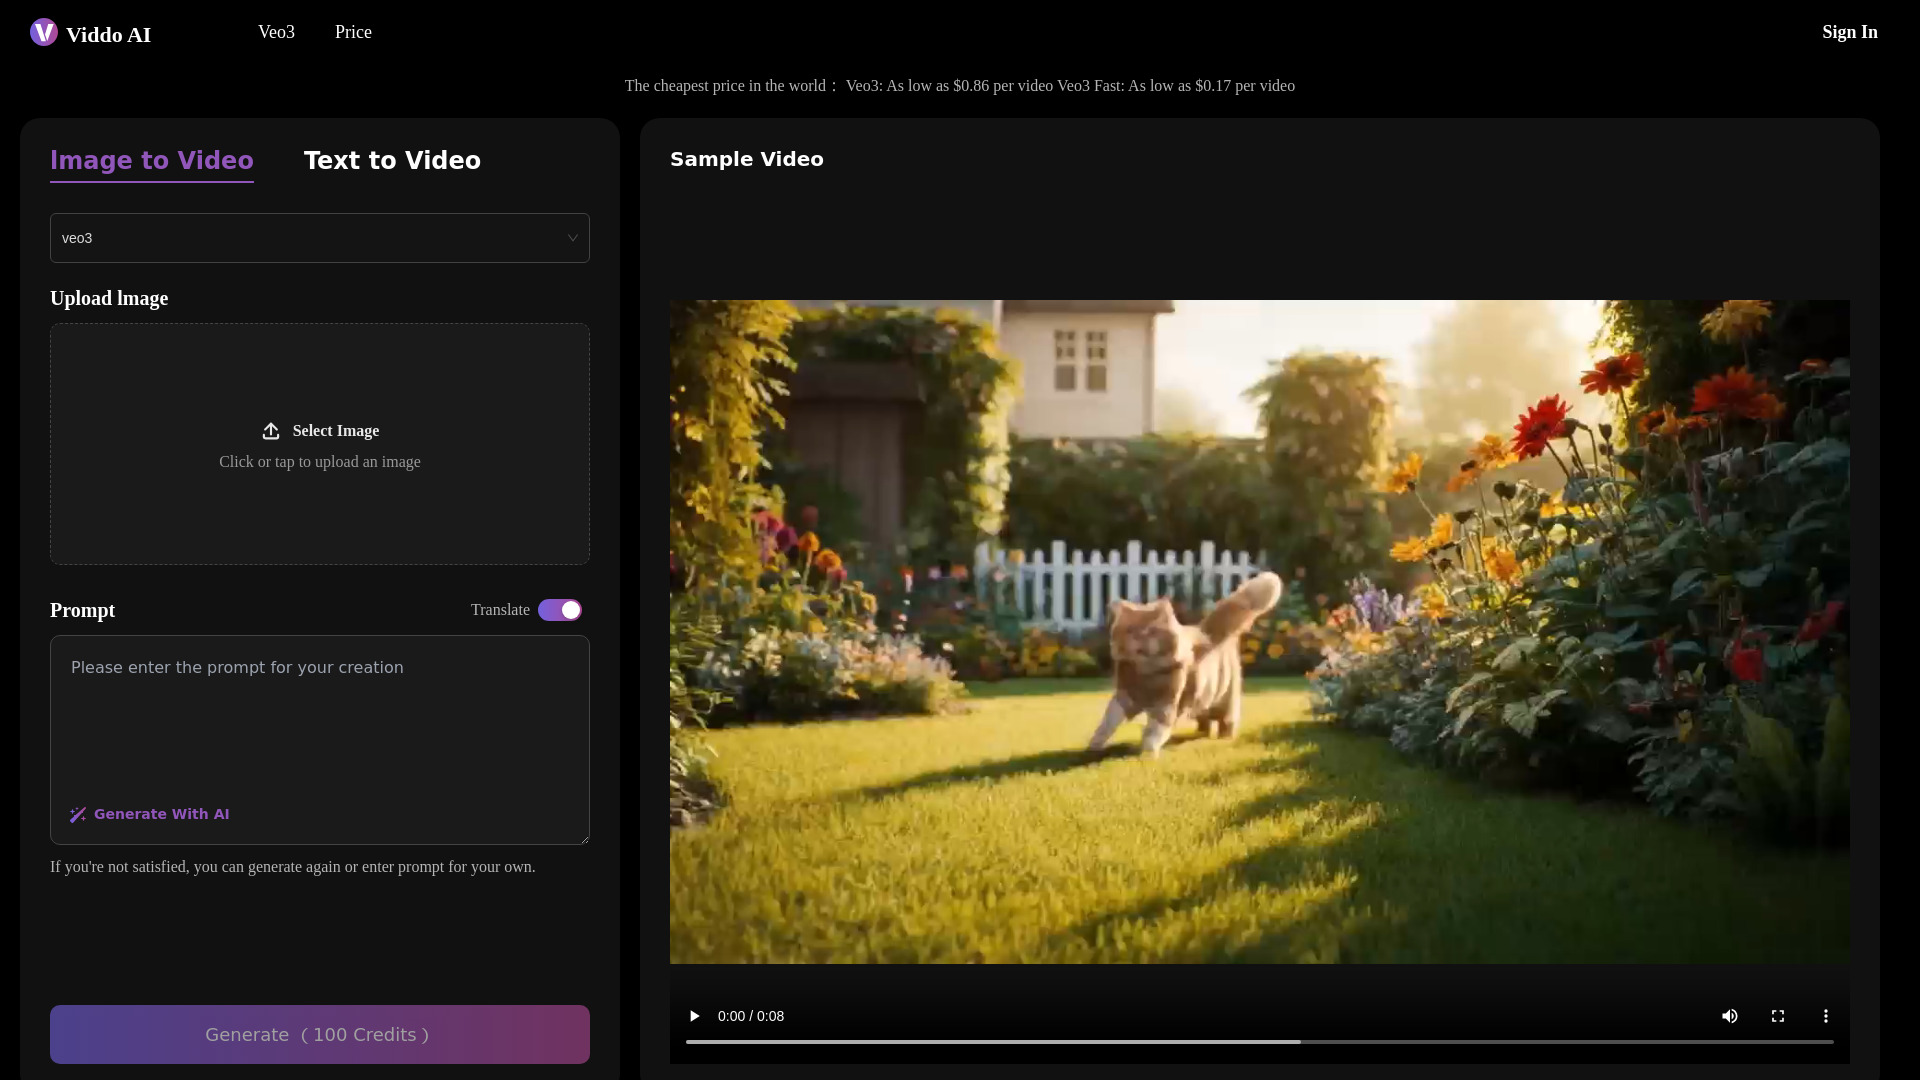 Viddo AI
Veo3
Price
Sign In
The cheapest price in the world： Veo3: As low as $0.86 per video Veo3 Fast: As low as $0.17 per video
Image to Video
Text to Video
veo3
Upload lmage
Select Image
Click or tap to upload an image
Prompt
Translate
Please enter the prompt for your creation
Generate With AI
If you're not satisfied, you can generate again or enter prompt for your own.
Generate （100 Credits）
Sample Video
0:00 / 0:08